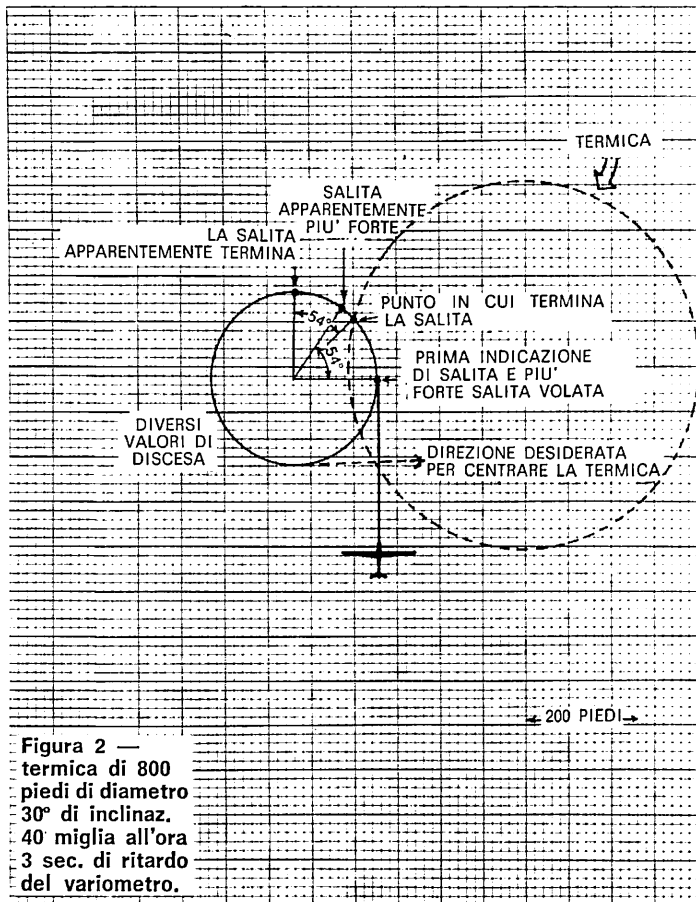 TERMICA
SALITA
APPARENTEMENTE
PIU' FORTE
LA SALITA
APPARENTEMENTE TERMINA
54°
54°
PUNTO IN CUI TERMINA
LA SALITA
PRIMA INDICAZIONE
DI SALITA E PIU'
FORTE SALITA VOLATA
DIVERSI
VALORI DI
DISCESA
DIREZIONE DESIDERATA
PER CENTRARE LA TERMICA
200 PIEDI
Figura 2 —
termica di 800
piedi di diametro
30° di inclinaz.
40 miglia all'ora
3 sec. di ritardo
del variometro.